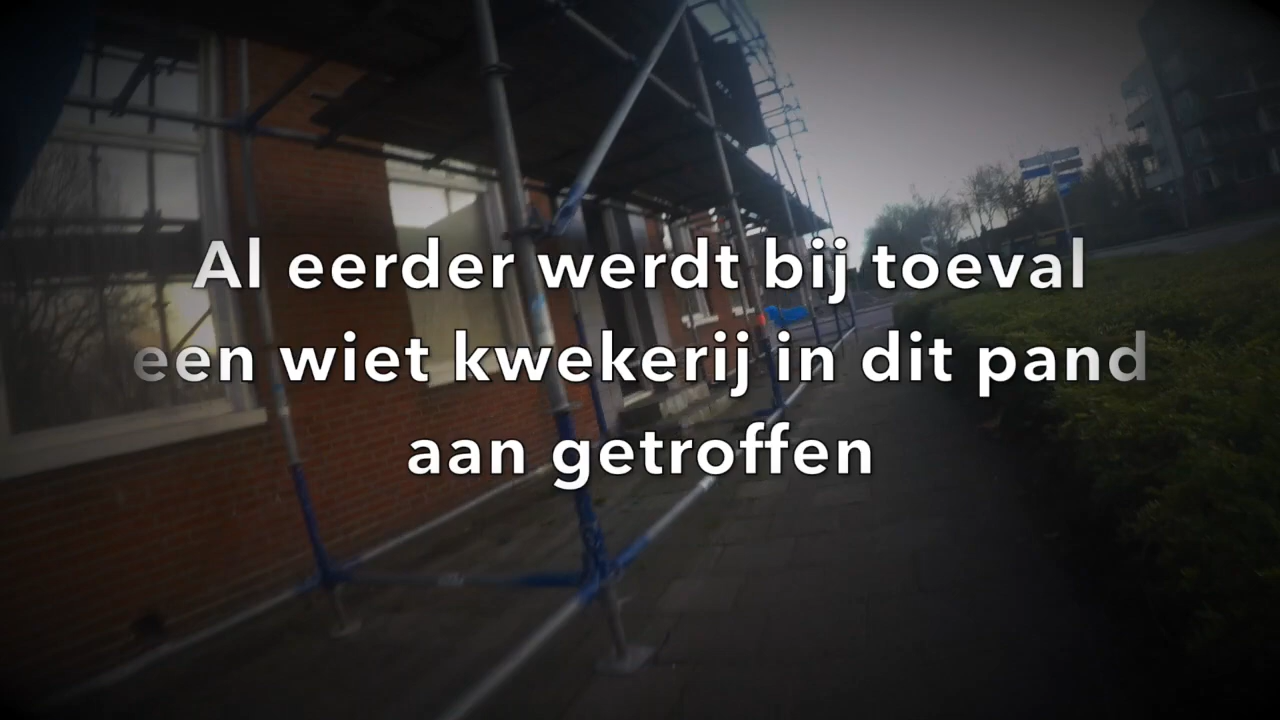 Al eerder werdt bij toeval
een wiet kwekerij in dit pand
aan getroffen